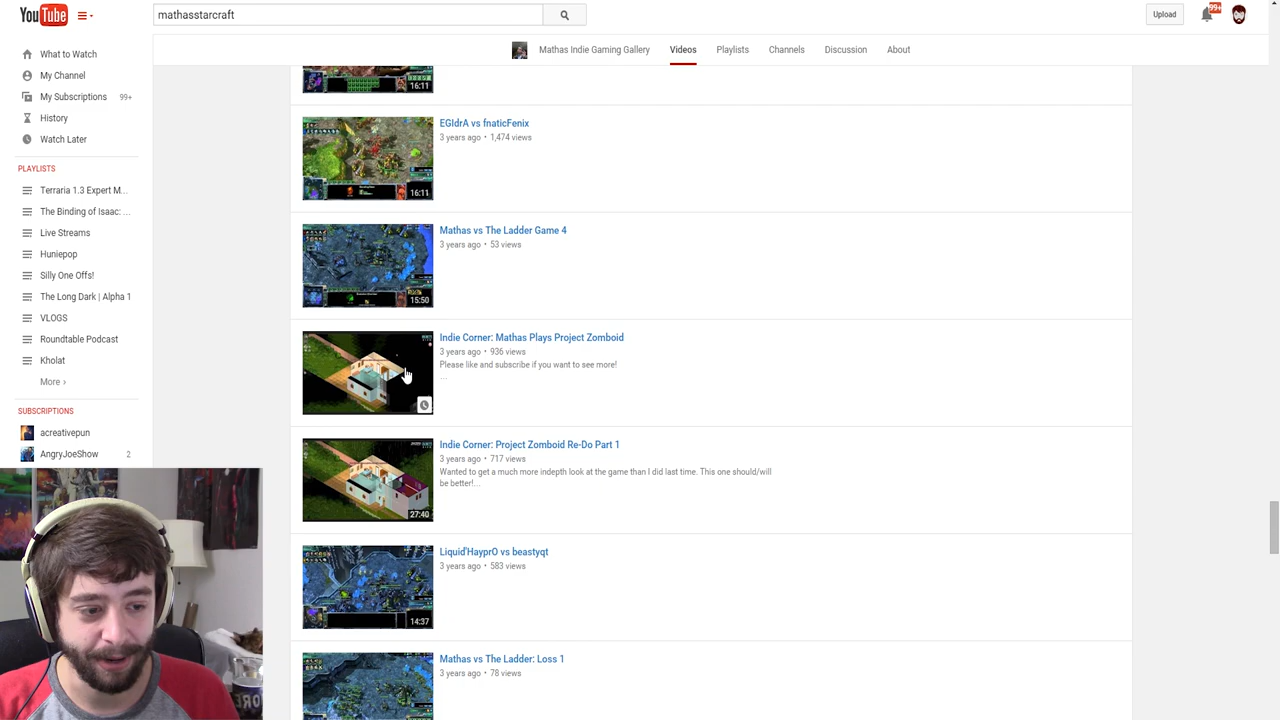 YouTube
mathasstarcraft
Upload
99+
What to Watch
My Channel
My Subscriptions 99+
History
Watch Later
PLAYLISTS
Terraria 1.3 Expert M...
The Binding of Isaac: ...
Live Streams
Huniepop
Silly One Offs!
The Long Dark | Alpha 1
VLOGS
Roundtable Podcast
Kholat
More ›
SUBSCRIPTIONS
acreativepun
AngryJoeShow 2
Mathas Indie Gaming Gallery Videos Playlists Channels Discussion About
16:11
EGIdrA vs fnaticFenix
3 years ago • 1,474 views
16:11
Mathas vs The Ladder Game 4
3 years ago • 53 views
15:50
Indie Corner: Mathas Plays Project Zomboid
3 years ago • 936 views
Please like and subscribe if you want to see more!
...
Indie Corner: Project Zomboid Re-Do Part 1
3 years ago • 717 views
Wanted to get a much more indepth look at the game than I did last time. This one should/will
be better!...
27:40
Liquid'HayprO vs beastyqt
3 years ago • 583 views
14:37
Mathas vs The Ladder: Loss 1
3 years ago • 78 views